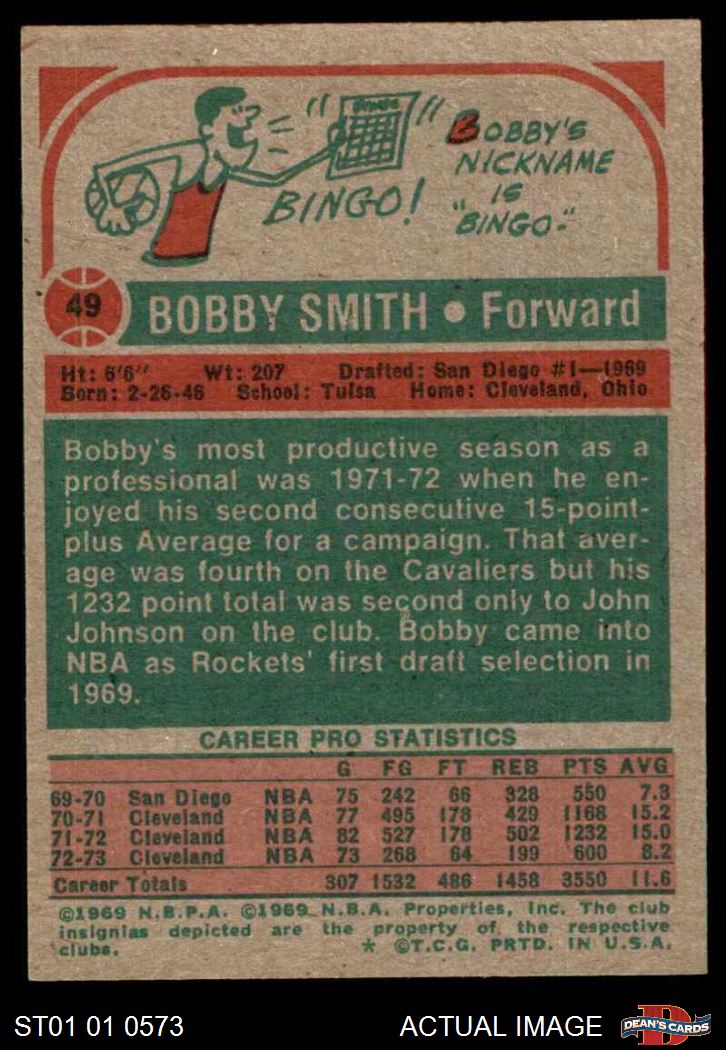 BINGO
BOBBY'S
NICKNAME
IS
"BINGO."
BINGO!
49
BOBBY SMITH • Forward
Ht: 6'6" Wt: 207 Drafted: San Diego #1—1969
Born: 2-26-46 School: Tulsa Home: Cleveland, Ohio
Bobby's most productive season as a
professional was 1971-72 when he en-
joyed his second consecutive 15-point-
plus Average for a campaign. That aver-
age was fourth on the Cavaliers but his
1232 point total was second only to John
Johnson on the club. Bobby came into
NBA as Rockets' first draft selection in
1969.
CAREER PRO STATISTICS
G FG FT REB PTS AVG
69-70 San Diego NBA 75 242 66 328 550 7.3
70-71 Cleveland NBA 77 495 178 429 1168 15.2
71-72 Cleveland NBA 82 527 178 502 1232 15.0
72-73 Cleveland NBA 73 268 64 199 600 8.2
Career Totals 307 1532 486 1458 3550 11.6
©1969 N.B.P.A. ©1969 N.B.A. Properties, Inc. The club
insignias depicted are the property of the respective
clubs. * ©T.C.G. PRTD. IN U.S.A.
ST01 01 0573 ACTUAL IMAGE DEAN'S CARDS